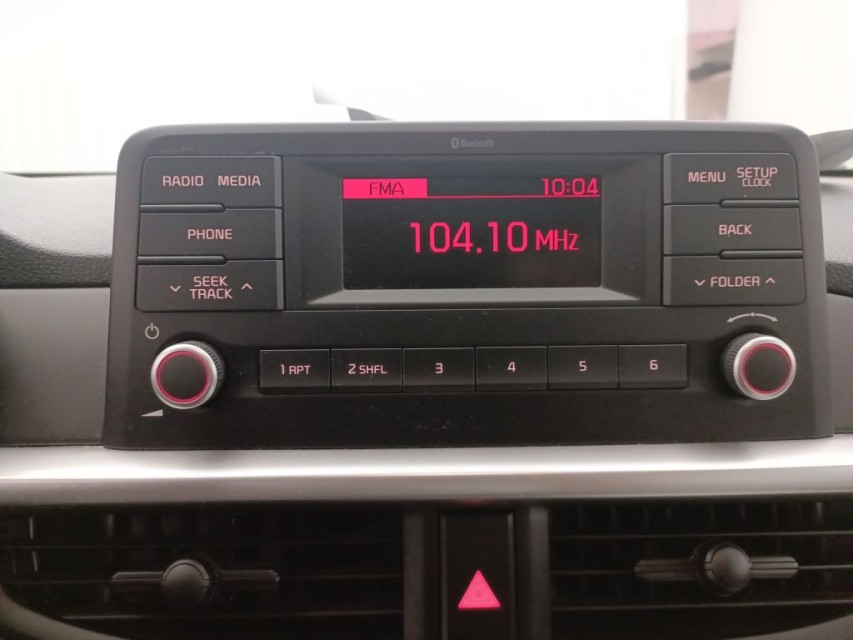 Bluetooth
RADIO MEDIA
FMA 10:04
MENU SETUP
CLOCK
PHONE
104.10 MHz
BACK
SEEK
TRACK
FOLDER
1 RPT 2 SHFL 3 4 5 6